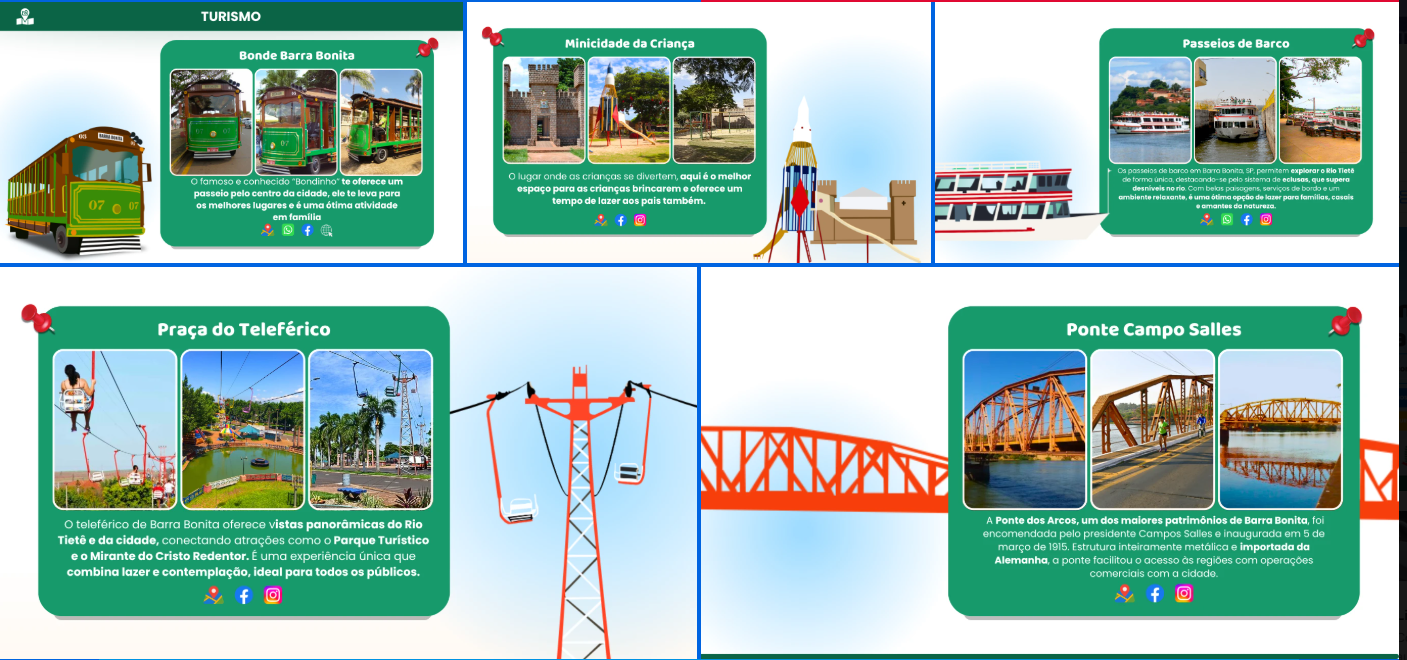 TURISMO
Bonde Barra Bonita
O famoso e conhecido "Bondinho" te oferece um
passeio pelo centro da cidade, ele te leva para
os melhores lugares e é uma ótima atividade
em família
BARRA BONITA
07 07
Minicidade da Criança
O lugar onde as crianças se divertem, aqui é o melhor
espaço para as crianças brincarem e oferece um
tempo de lazer aos pais também.
Passeios de Barco
Os passeios de barco em Barra Bonita, SP, permitem explorar o Rio Tietê
de forma única, destacando-se pelo sistema de eclusas, que supera
desníveis no rio. Com belas paisagens, serviços de bordo e um
ambiente relaxante, é uma ótima opção de lazer para famílias, casais
e amantes da natureza.
Praça do Teleférico
O teleférico de Barra Bonita oferece vistas panorâmicas do Rio
Tietê e da cidade, conectando atrações como o Parque Turístico
e o Mirante do Cristo Redentor. É uma experiência única que
combina lazer e contemplação, ideal para todos os públicos.
Ponte Campo Salles
A Ponte dos Arcos, um dos maiores patrimônios de Barra Bonita, foi
encomendada pelo presidente Campos Salles e inaugurada em 5 de
março de 1915. Estrutura inteiramente metálica e importada da
Alemanha, a ponte facilitou o acesso às regiões com operações
comerciais com a cidade.